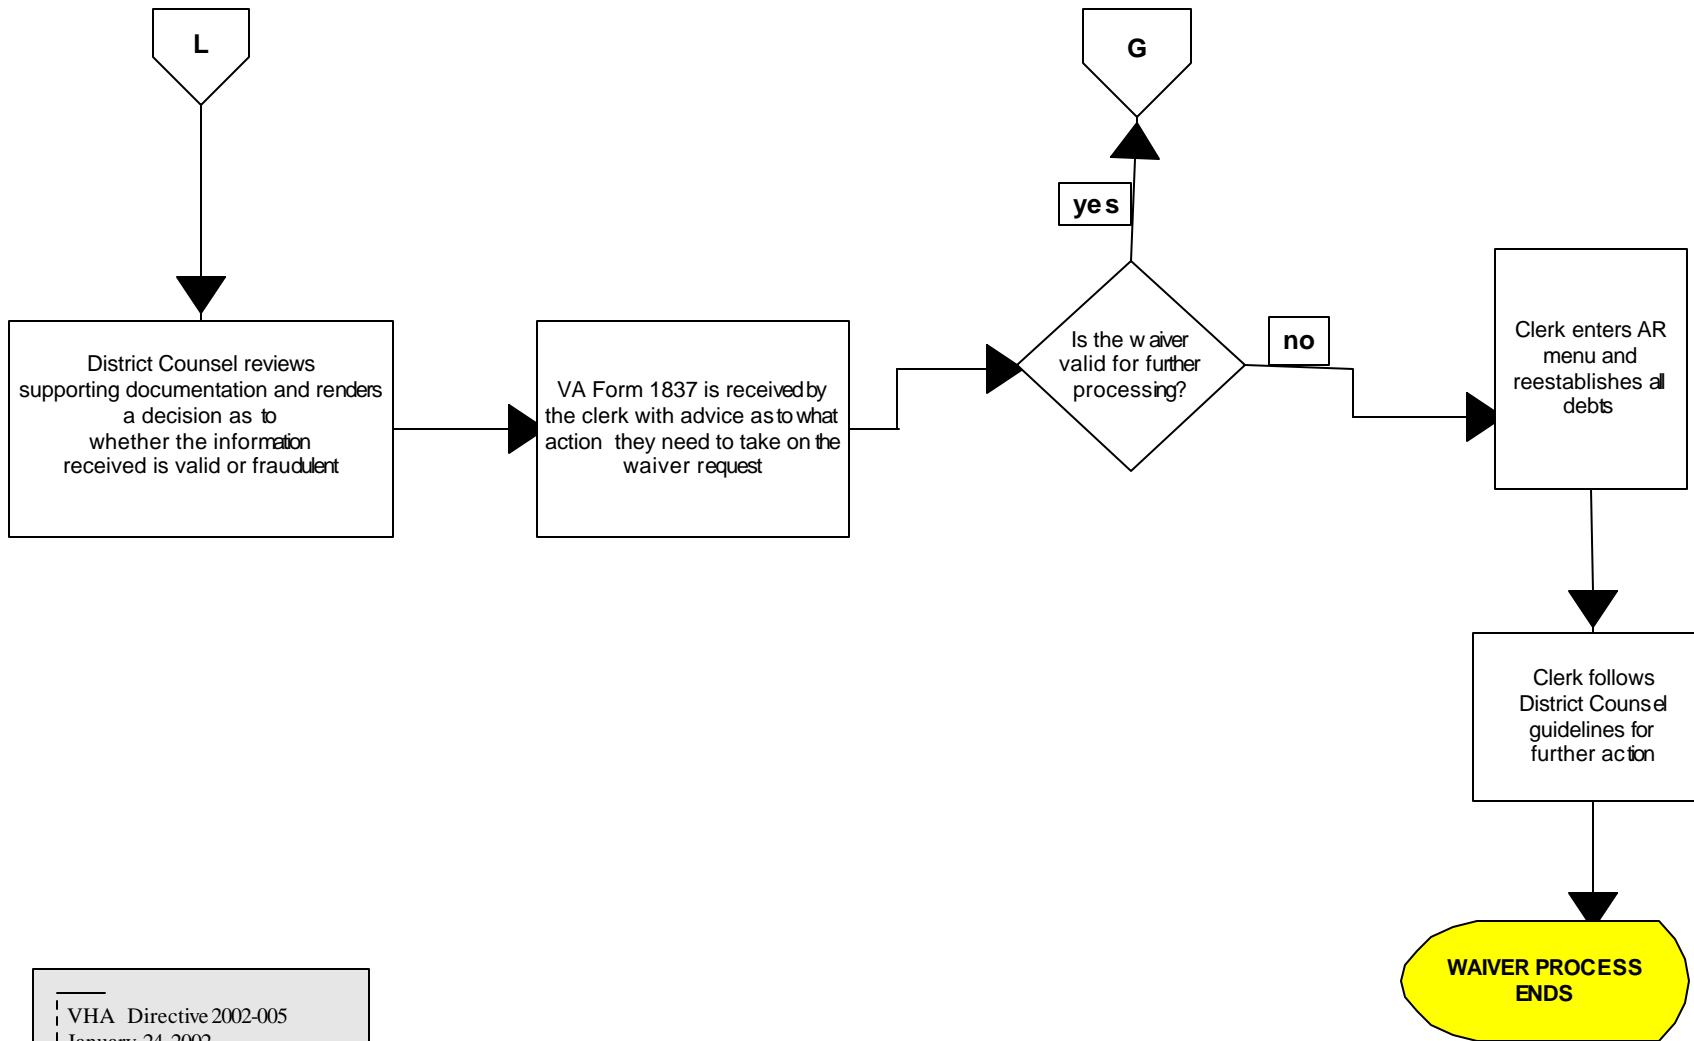 L
G
yes
District Counsel reviews
supporting documentation and renders
a decision as to
whether the information
received is valid or fraudulent
VA Form 1837 is received by
the clerk with advice as to what
action they need to take on the
waiver request
Is the waiver
valid for further
processing?
no
Clerk enters AR
menu and
reestablishes all
debts
Clerk follows
District Counsel
guidelines for
further action
WAIVER PROCESS
ENDS
VHA Directive 2002-005
January 24, 2002